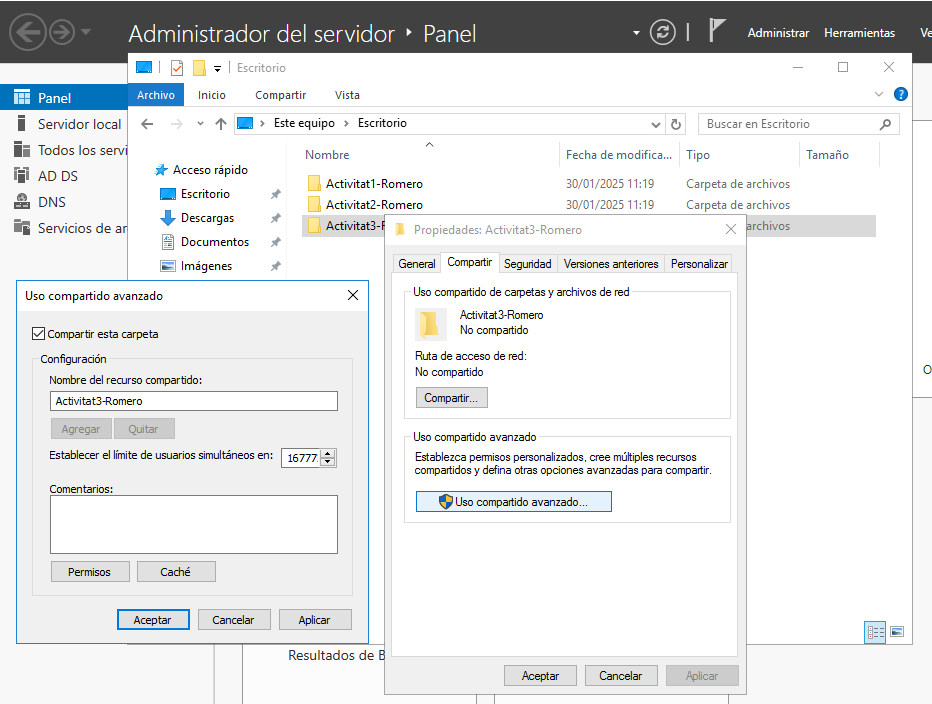 Administrador del servidor ‣ Panel
Administrar
Herramientas
Ve
Escritorio
Archivo
Inicio
Compartir
Vista
Este equipo > Escritorio
Buscar en Escritorio
Panel
Servidor local
Todos los servi
AD DS
DNS
Servicios de ar
Acceso rápido
Escritorio
Descargas
Documentos
Imágenes
Nombre
Fecha de modifica...
Tipo
Tamaño
Activitat1-Romero
30/01/2025 11:19
Carpeta de archivos
Activitat2-Romero
30/01/2025 11:19
Carpeta de archivos
Activitat3-R
archivos
Propiedades: Activitat3-Romero
General
Compartir
Seguridad
Versiones anteriores
Personalizar
Uso compartido de carpetas y archivos de red
Activitat3-Romero
No compartido
Ruta de acceso de red:
No compartido
Compartir...
Uso compartido avanzado
Establezca permisos personalizados, cree múltiples recursos
compartidos y defina otras opciones avanzadas para compartir.
Uso compartido avanzado...
Aceptar
Cancelar
Aplicar
Uso compartido avanzado
Compartir esta carpeta
Configuración
Nombre del recurso compartido:
Activitat3-Romero
Agregar
Quitar
Establecer el límite de usuarios simultáneos en:
16777
Comentarios:
Permisos
Caché
Aceptar
Cancelar
Aplicar
Resultados de B
O